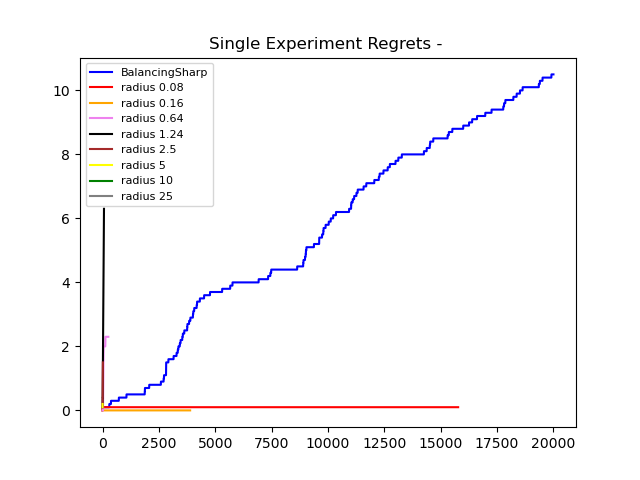 Single Experiment Regrets -
BalancingSharp
radius 0.08
radius 0.16
radius 0.64
radius 1.24
radius 2.5
radius 5
radius 10
radius 25
10
8
6
4
2
0
0 2500 5000 7500 10000 12500 15000 17500 20000